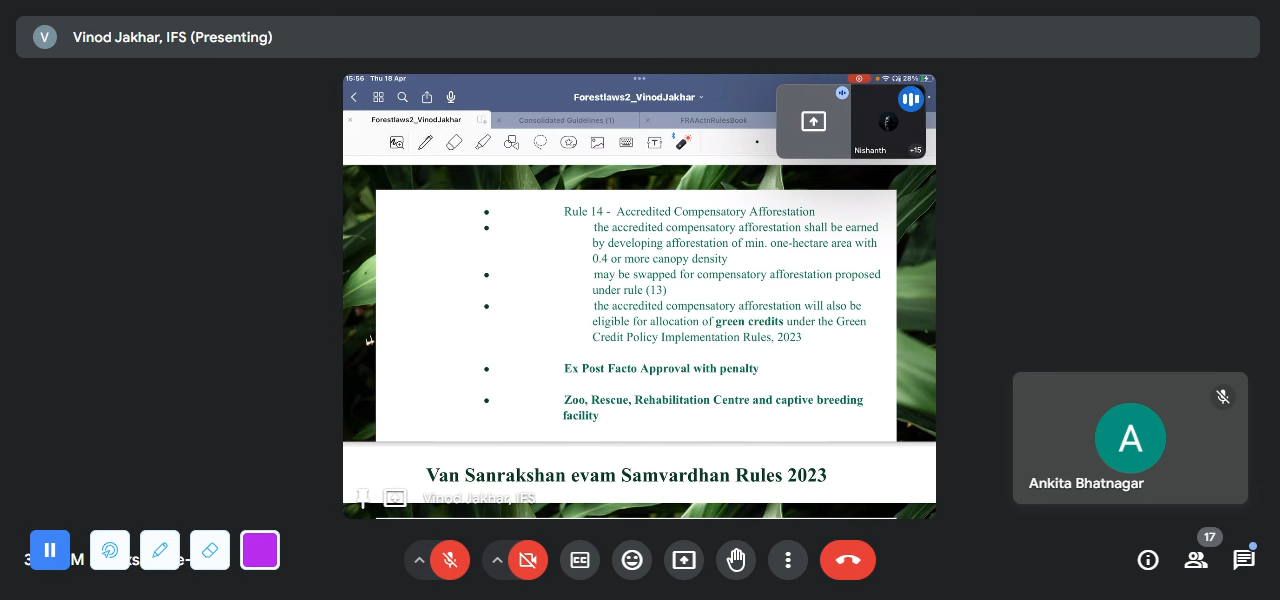 V
Vinod Jakhar, IFS (Presenting)
15:56 Thu 18 Apr
28%
Forestlaws2_VinodJakhar
Forestlaws2_VinodJakhar
Consolidated Guidelines (1)
FRAActnRulesBook
Nishanth
+15
Rule 14 - Accredited Compensatory Afforestation
the accredited compensatory afforestation shall be earned
by developing afforestation of min. one-hectare area with
0.4 or more canopy density
may be swapped for compensatory afforestation proposed
under rule (13)
the accredited compensatory afforestation will also be
eligible for allocation of green credits under the Green
Credit Policy Implementation Rules, 2023
Ex Post Facto Approval with penalty
Zoo, Rescue, Rehabilitation Centre and captive breeding
facility
Van Sanrakshan evam Samvardhan Rules 2023
Vinod Jakhar, IFS
A
Ankita Bhatnagar
17